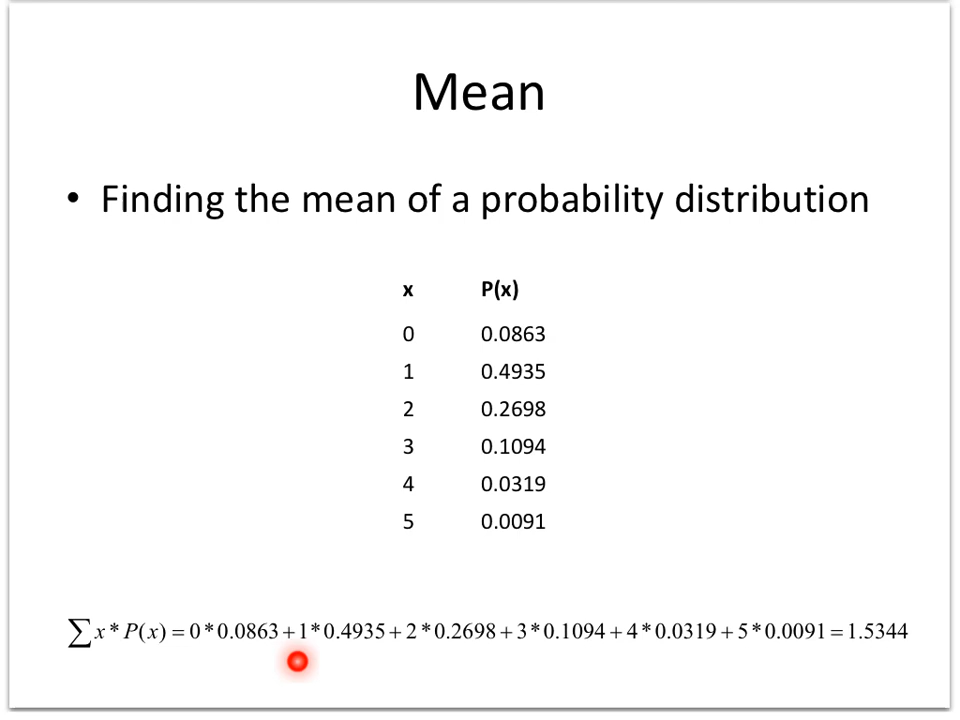 Mean
• Finding the mean of a probability distribution
x P(x)
0 0.0863
1 0.4935
2 0.2698
3 0.1094
4 0.0319
5 0.0091
∑x*P(x)=0*0.0863+1*0.4935+2*0.2698+3*0.1094+4*0.0319+5*0.0091=1.5344